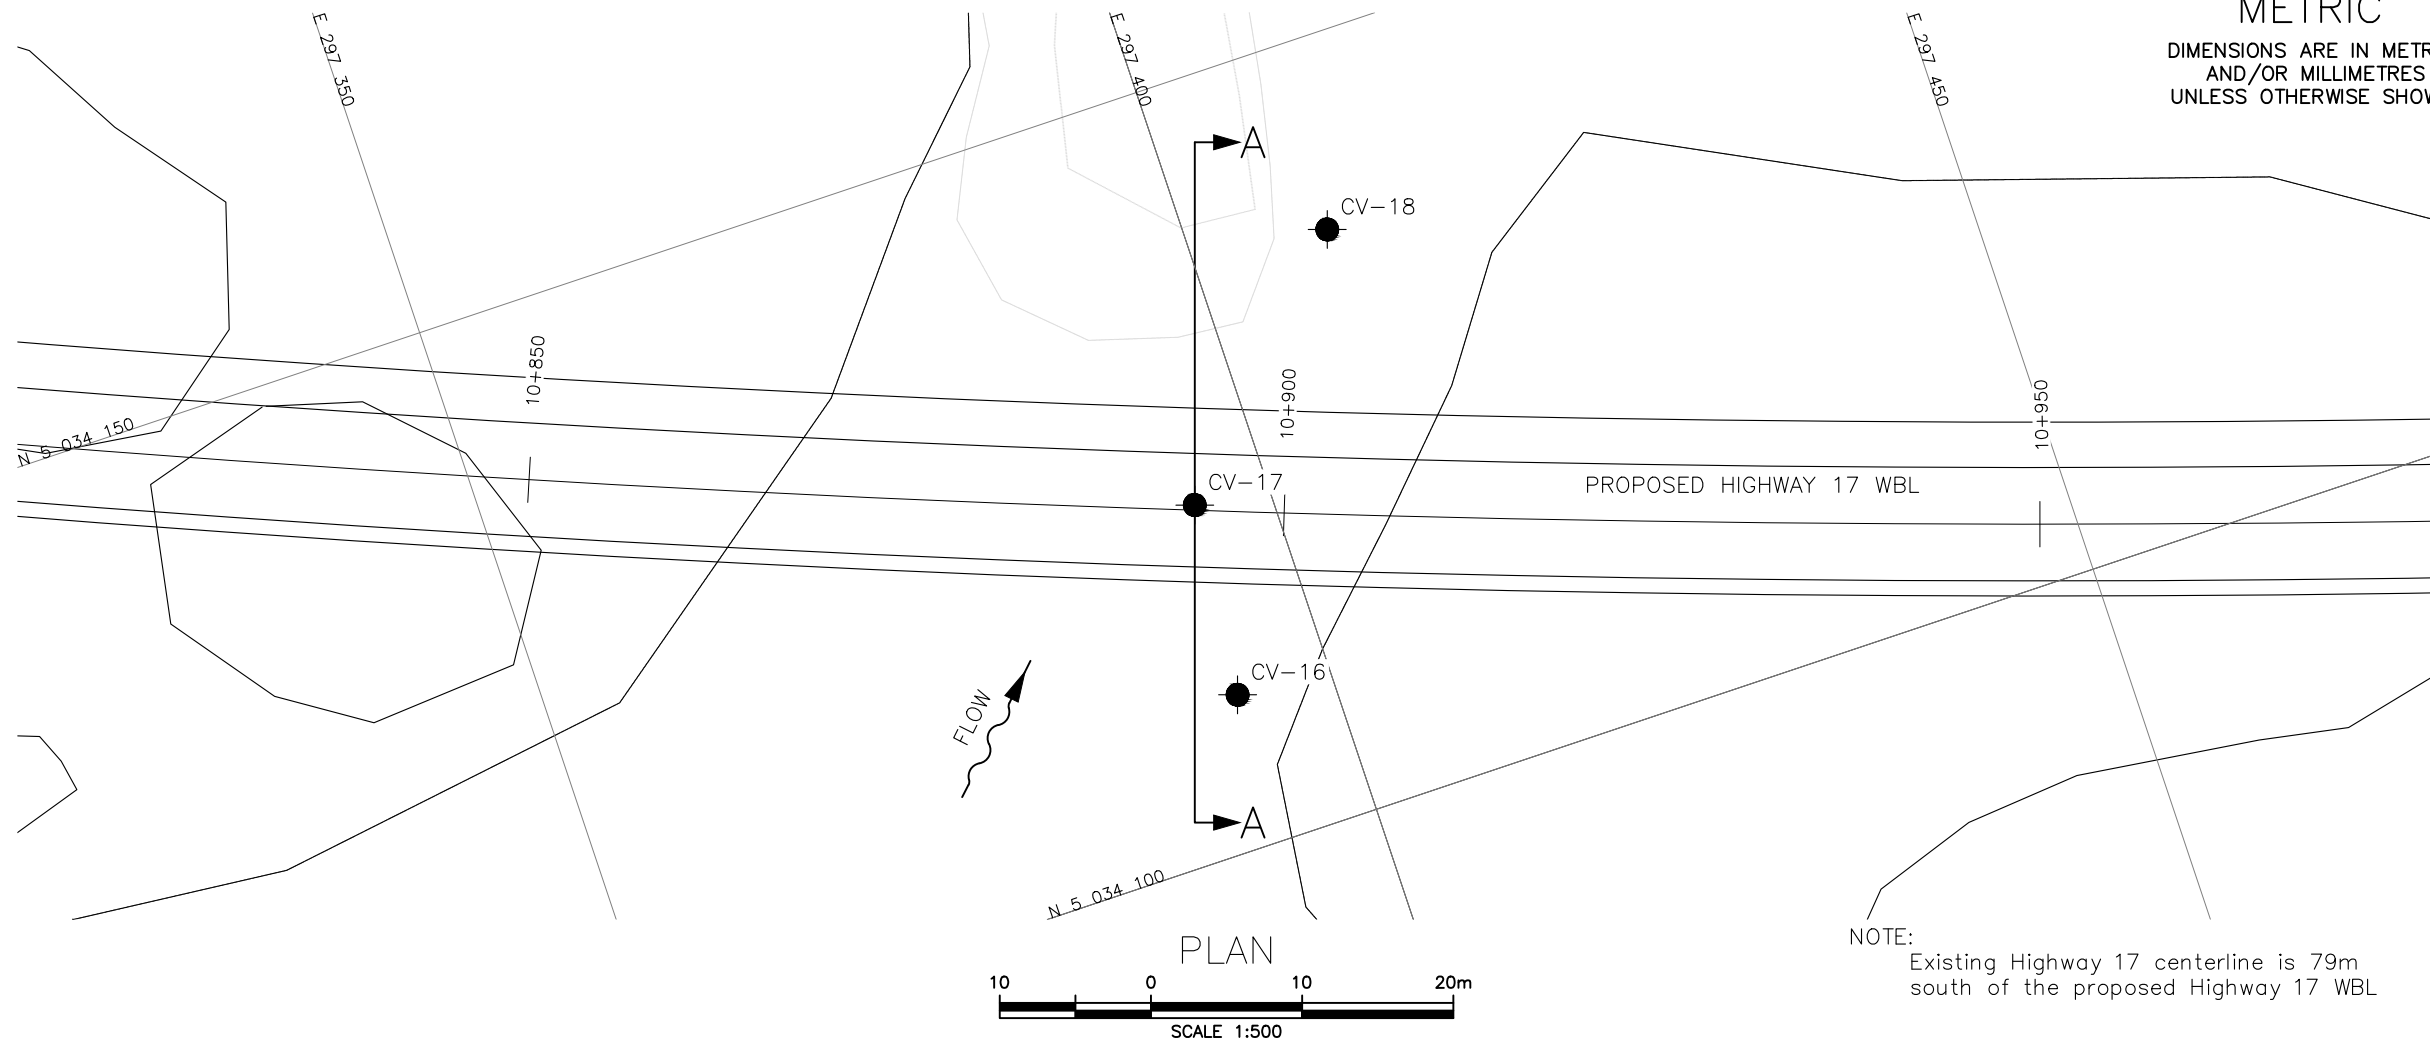 METRIC
DIMENSIONS ARE IN METR
AND/OR MILLIMETRES
UNLESS OTHERWISE SHOW
E 297 350
E 297 400
E 297 450
A
CV-18
10+850
10+900
10+950
N 5 034 150
CV-17
PROPOSED HIGHWAY 17 WBL
CV-16
FLOW
A
N 5 034 100
PLAN
10 0 10 20m
SCALE 1:500
NOTE:
Existing Highway 17 centerline is 79m
south of the proposed Highway 17 WBL